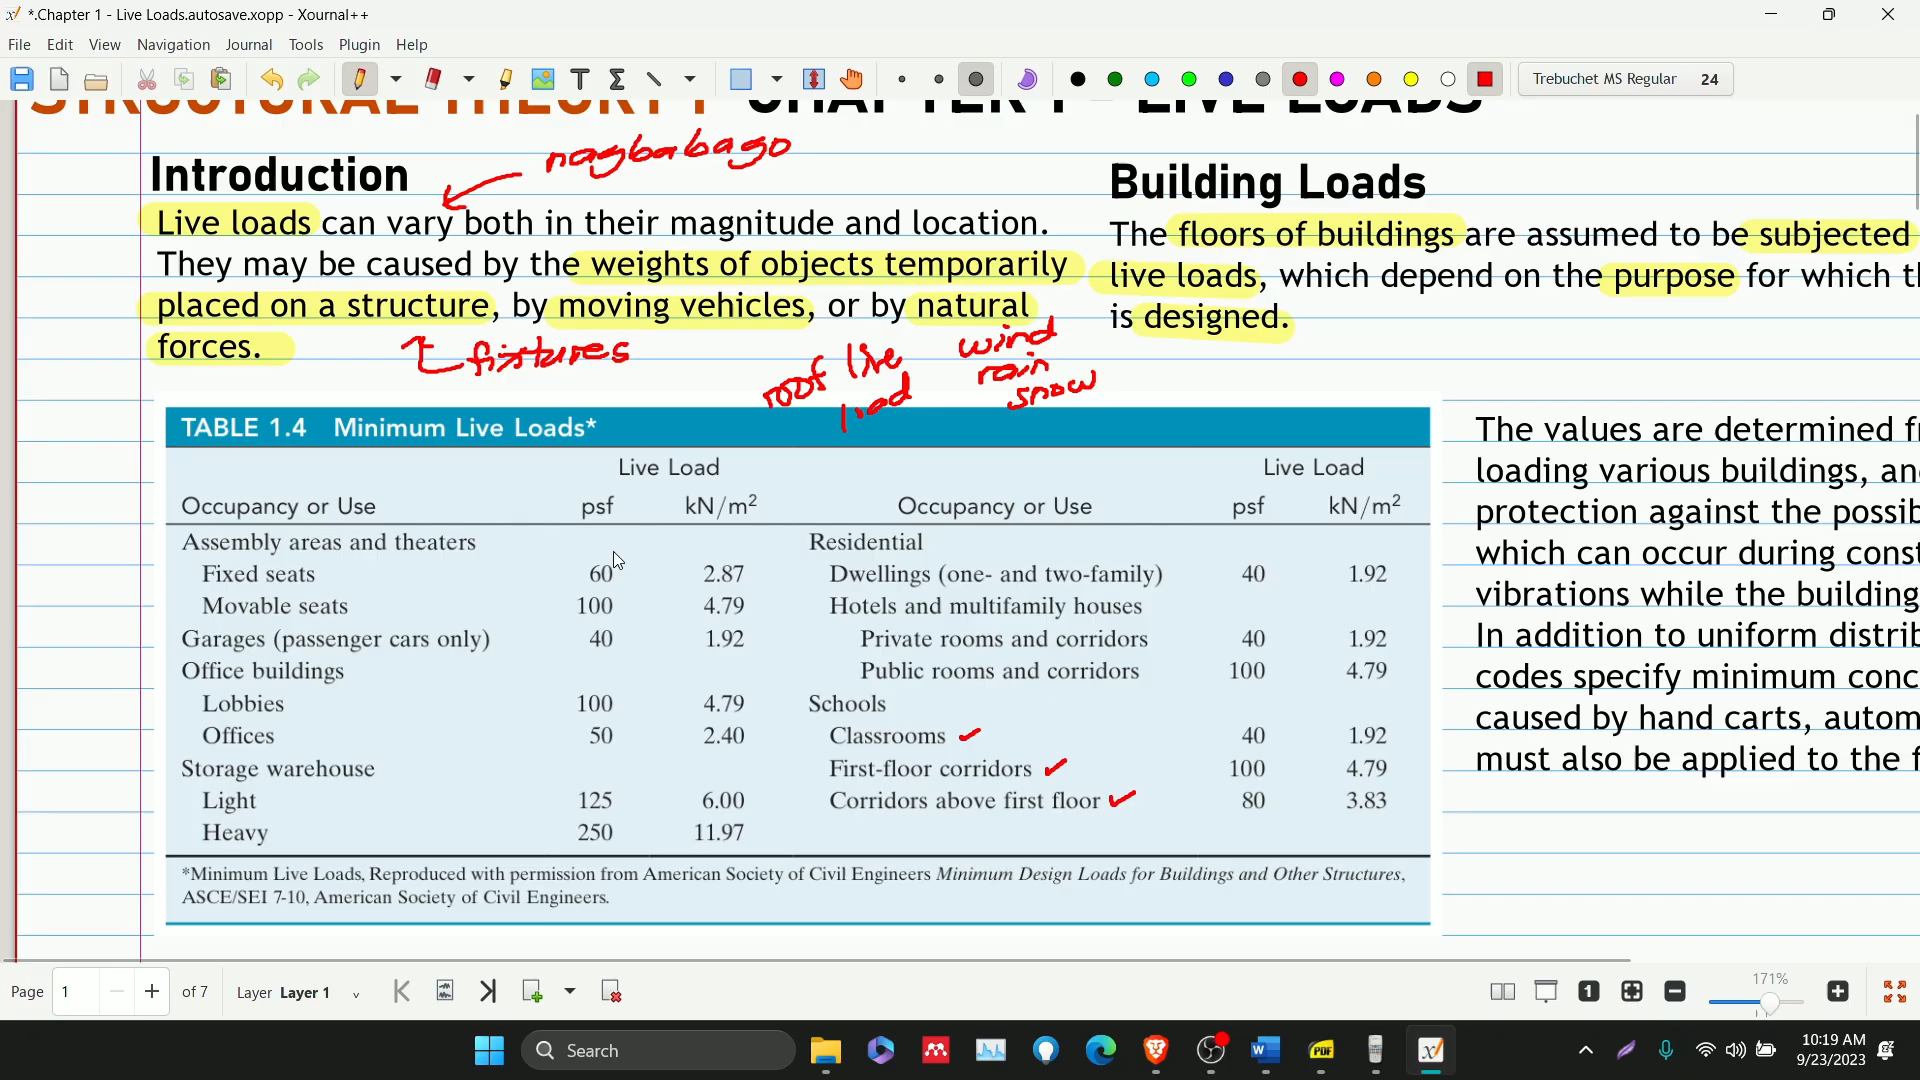 *.Chapter 1 - Live Loads.autosave.xopp - Xournal++
File Edit View Navigation Journal Tools Plugin Help
Trebuchet MS Regular 24
STRUCTURAL THEORY 1 CHAPTER 1 - LIVE LOADS
nagbabago
Introduction
Live loads can vary both in their magnitude and location.
They may be caused by the weights of objects temporarily
placed on a structure, by moving vehicles, or by natural
forces.
fixtures
roof live
load
wind
rain
snow
Building Loads
The floors of buildings are assumed to be subjected
live loads, which depend on the purpose for which
is designed.
TABLE 1.4 Minimum Live Loads*
Live Load Live Load
Occupancy or Use psf kN/m² Occupancy or Use psf kN/m²
Assembly areas and theaters Residential
Fixed seats 60 2.87 Dwellings (one- and two-family) 40 1.92
Movable seats 100 4.79 Hotels and multifamily houses
Garages (passenger cars only) 40 1.92 Private rooms and corridors 40 1.92
Office buildings Public rooms and corridors 100 4.79
Lobbies 100 4.79 Schools
Offices 50 2.40 Classrooms 40 1.92
Storage warehouse First-floor corridors 100 4.79
Light 125 6.00 Corridors above first floor 80 3.83
Heavy 250 11.97
*Minimum Live Loads, Reproduced with permission from American Society of Civil Engineers Minimum Design Loads for Buildings and Other Structures,
ASCE/SEI 7-10, American Society of Civil Engineers.
The values are determined
loading various buildings,
protection against the
which can occur during
vibrations while the building
In addition to uniform
codes specify minimum
caused by hand carts,
must also be applied to the
Page 1 of 7 Layer Layer 1 171%
Search
10:19 AM
9/23/2023